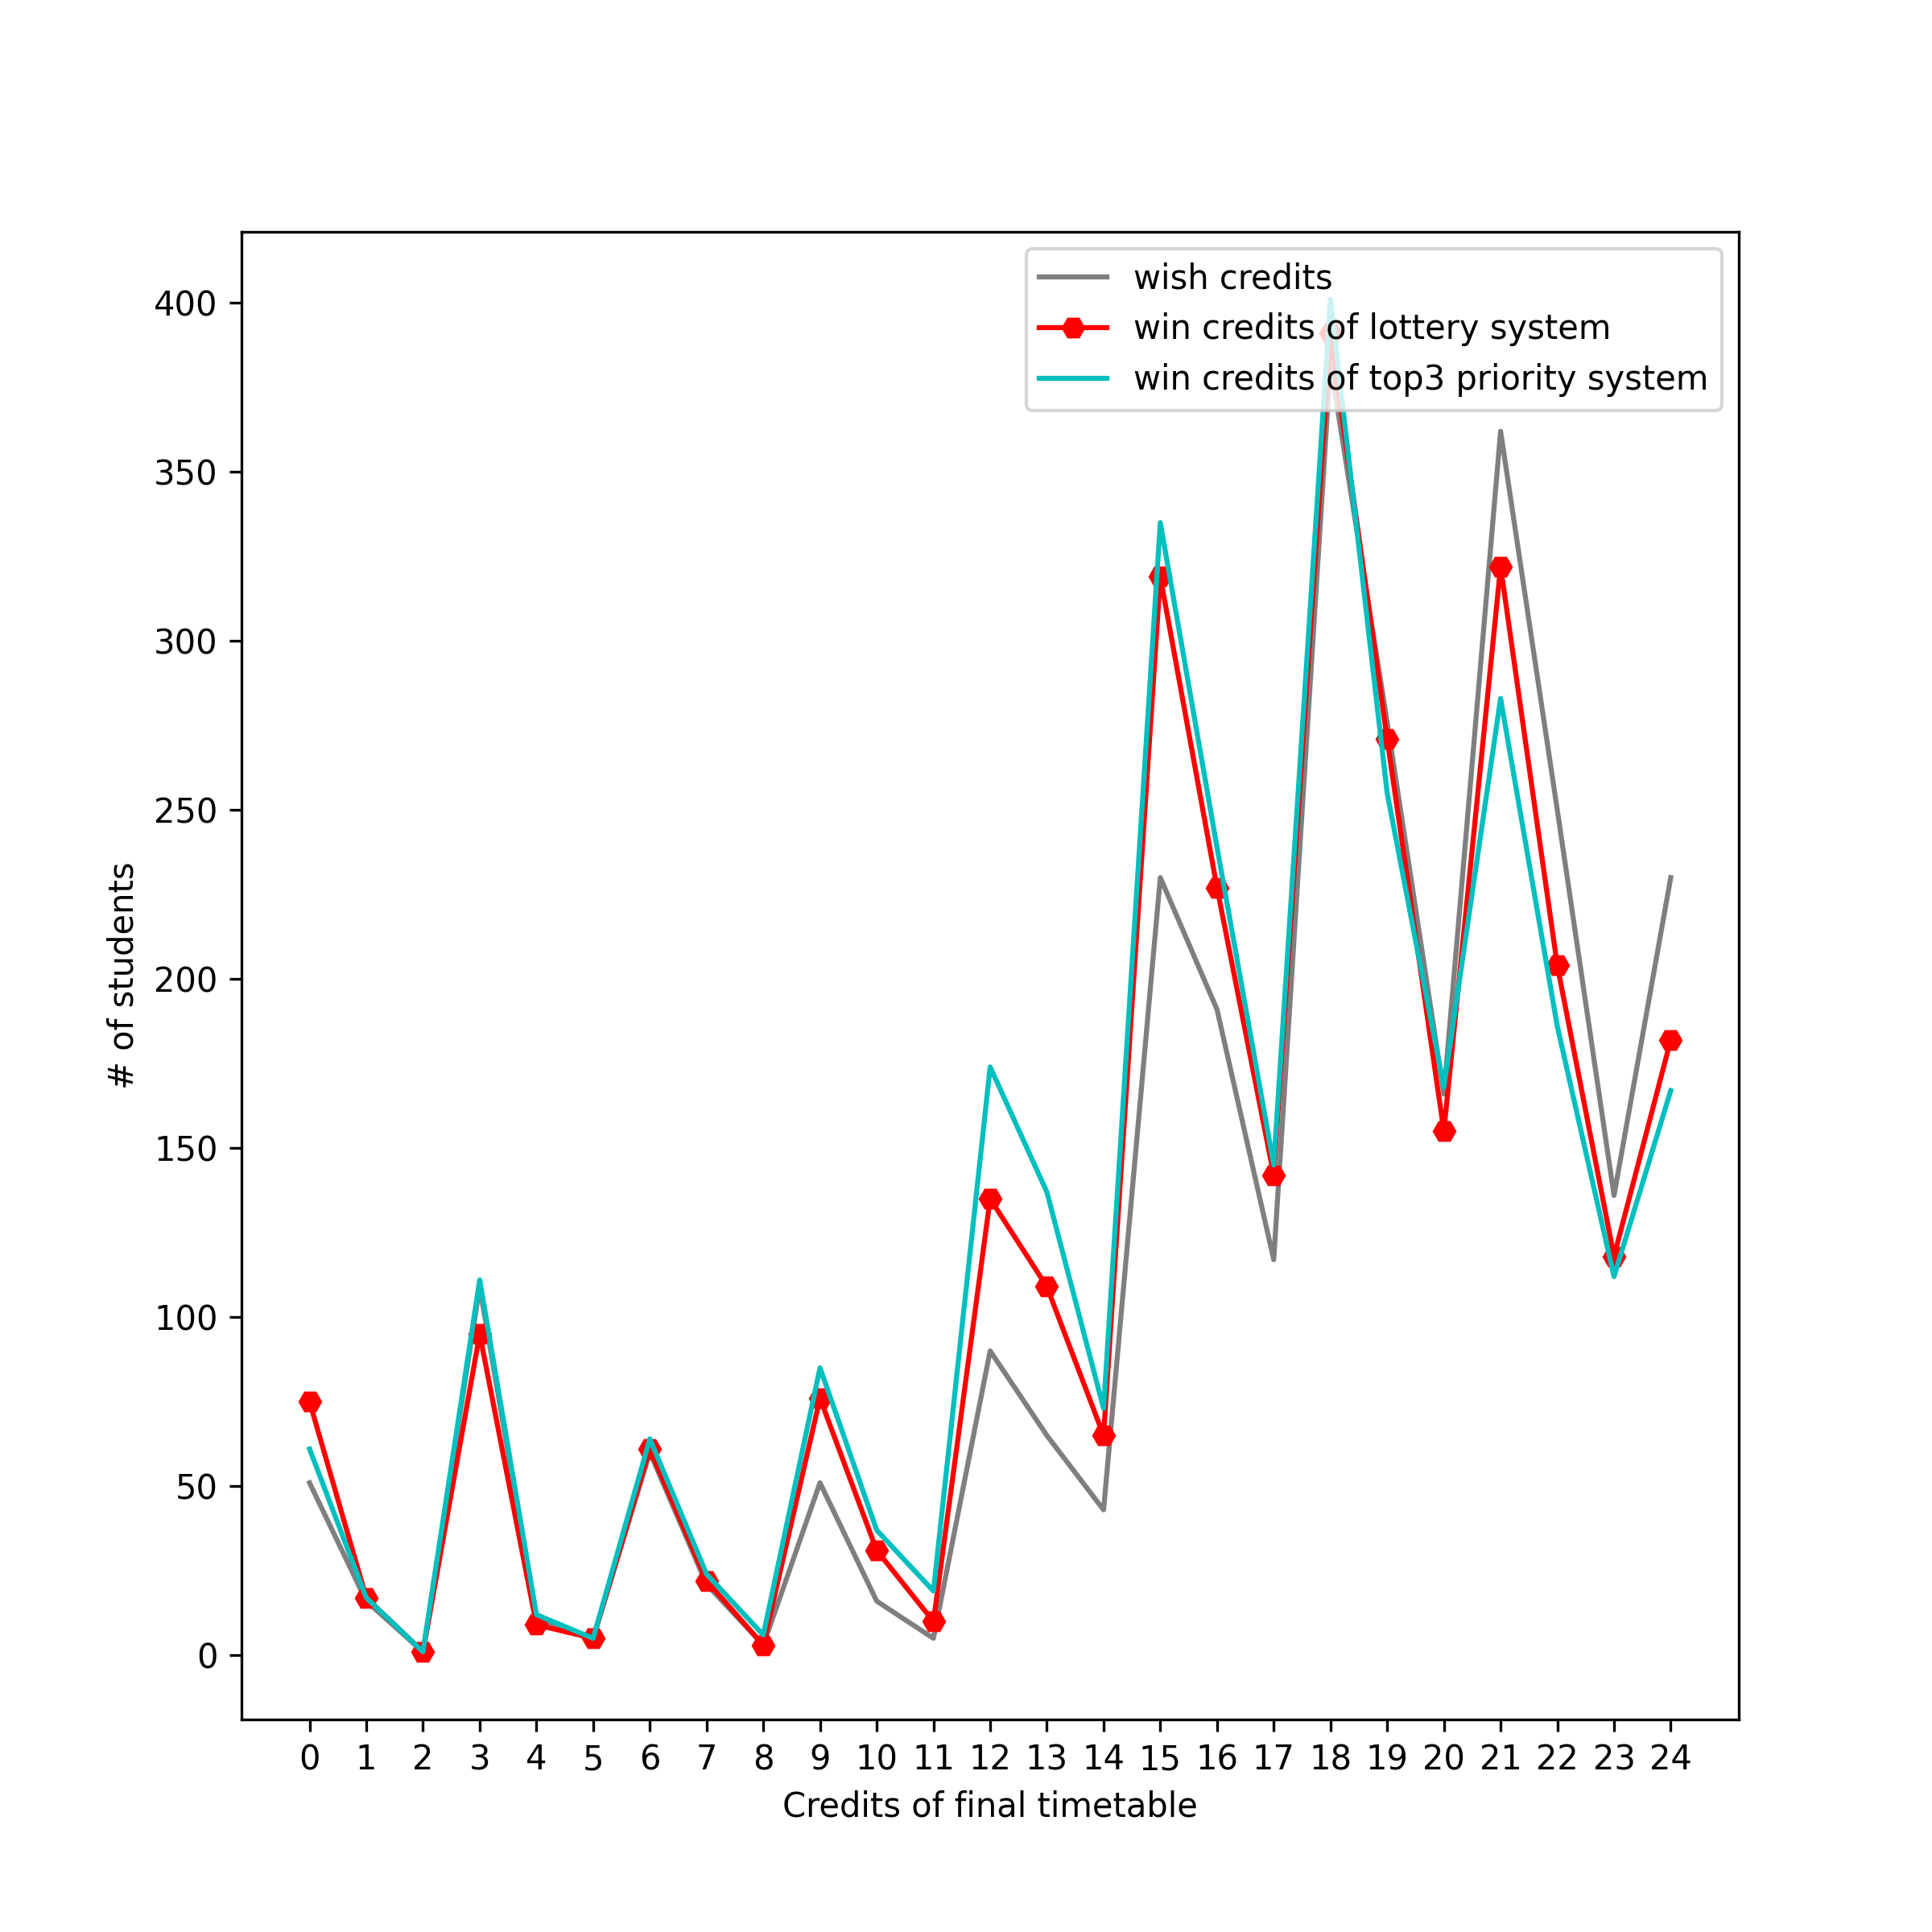 wish credits
win credits of lottery system
win credits of top3 priority system
400
350
300
250
200
150
100
50
0
# of students
0 1 2 3 4 5 6 7 8 9 10 11 12 13 14 15 16 17 18 19 20 21 22 23 24
Credits of final timetable